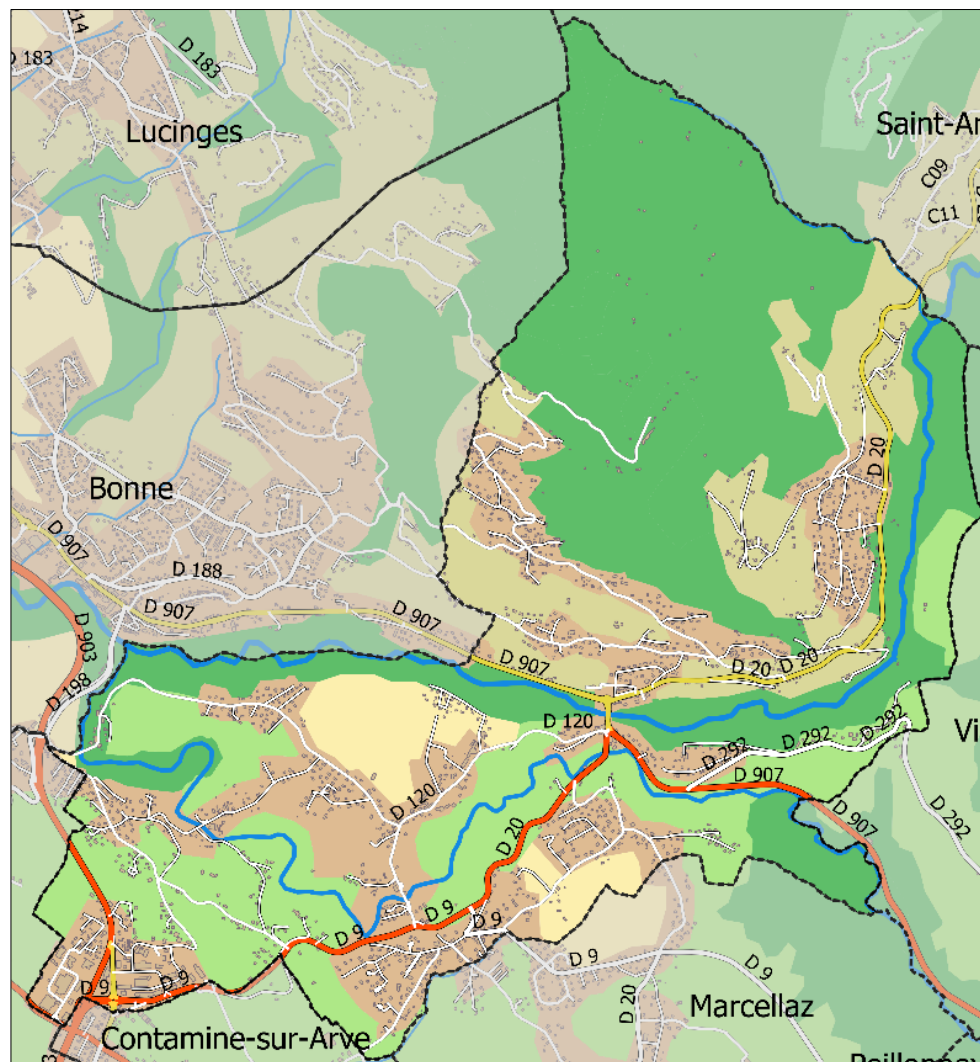 214
D 183
D 183
Lucinges
Saint-Ar
C09
C11
D 20
Bonne
D 907
D 188
D 907
D 907
D 903
D 198
D 907
D 20
D 20
D 120
D 292
D 292
D 292
D 907
Vi
D 120
D 907
D 292
D 20
D 9
D 9
D 9
D 9
D 9
D 9
D 9
D 20
Marcellaz
Contamine-sur-Arve
Peillonnex